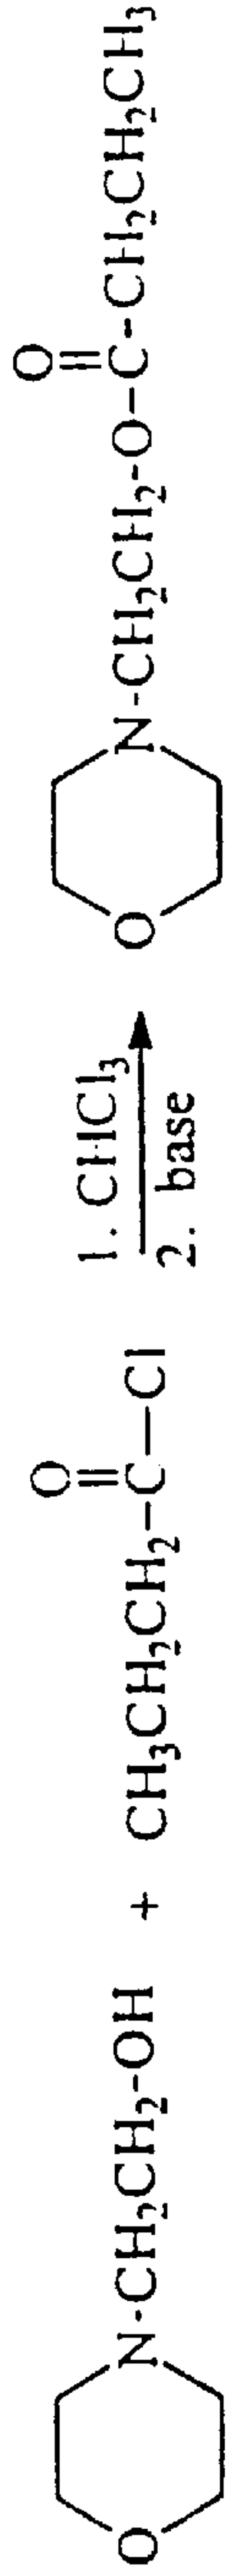 O N-CH₂CH₂-OH + CH₃CH₂CH₂-C(=O)-Cl
1. CHCl₃
2. base
O N-CH₂CH₂-O-C(=O)-CH₂CH₂CH₃